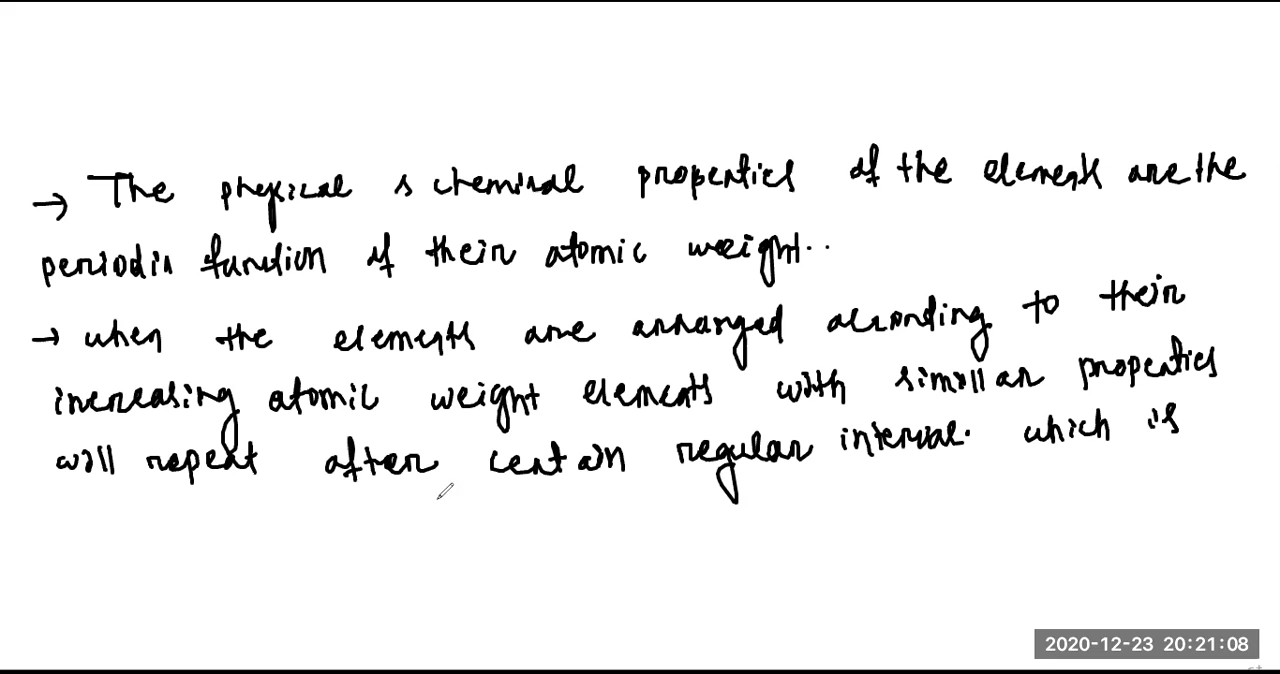 → The physical & chemical properties of the elements are the
periodic function of their atomic weight..
→ when the elements are arranged according to their
increasing atomic weight elements with similar properties
will repeat after certain regular interval. which is
2020-12-23 20:21:08